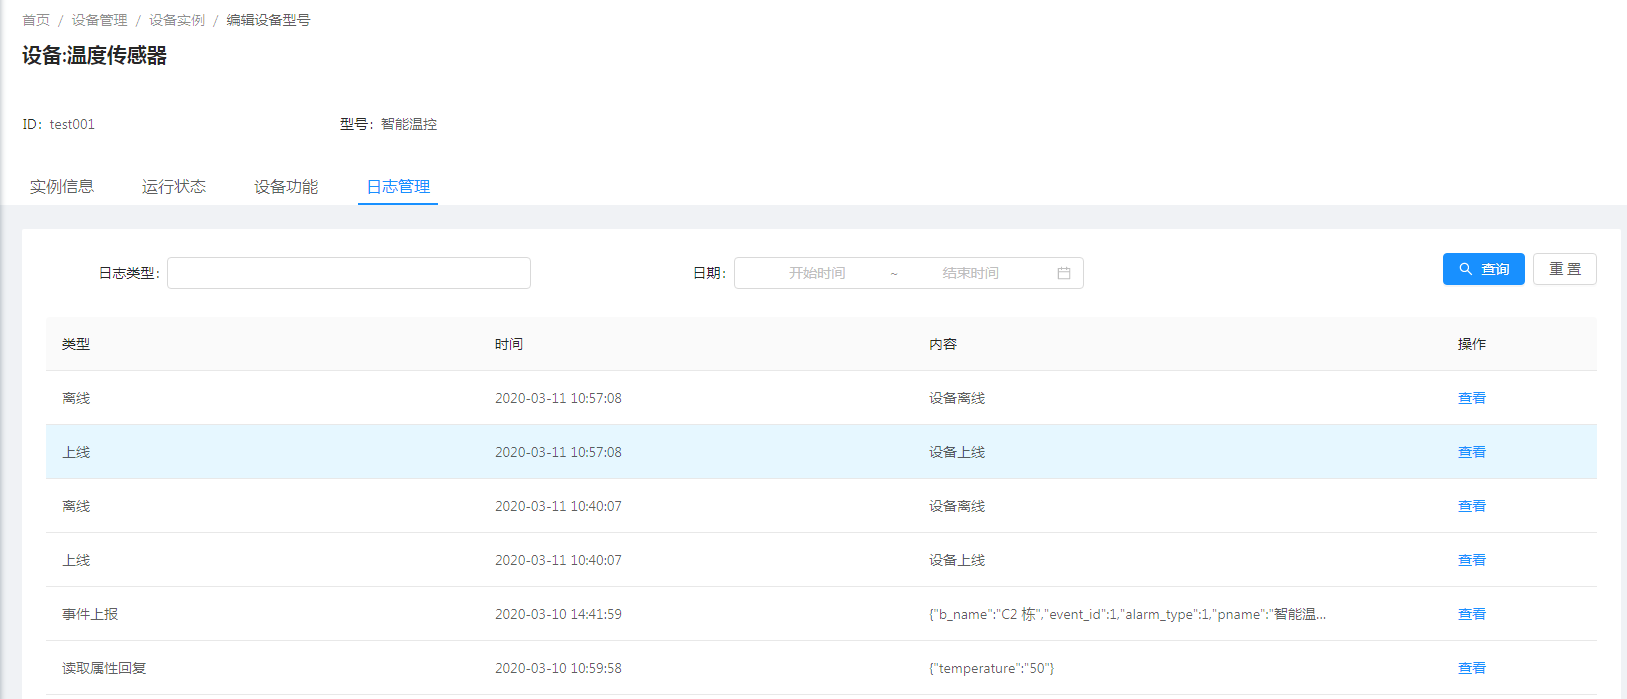 首页 / 设备管理 / 设备实例 / 编辑设备型号
设备:温度传感器
ID: test001 型号: 智能温控
实例信息 运行状态 设备功能 日志管理
日志类型: 日期: 开始时间 ~ 结束时间 查询 重置
类型 时间 内容 操作
离线 2020-03-11 10:57:08 设备离线 查看
上线 2020-03-11 10:57:08 设备上线 查看
离线 2020-03-11 10:40:07 设备离线 查看
上线 2020-03-11 10:40:07 设备上线 查看
事件上报 2020-03-10 14:41:59 {"b_name":"C2 栋","event_id":1,"alarm_type":1,"pname":"智能温... 查看
读取属性回复 2020-03-10 10:59:58 {"temperature":"50"} 查看